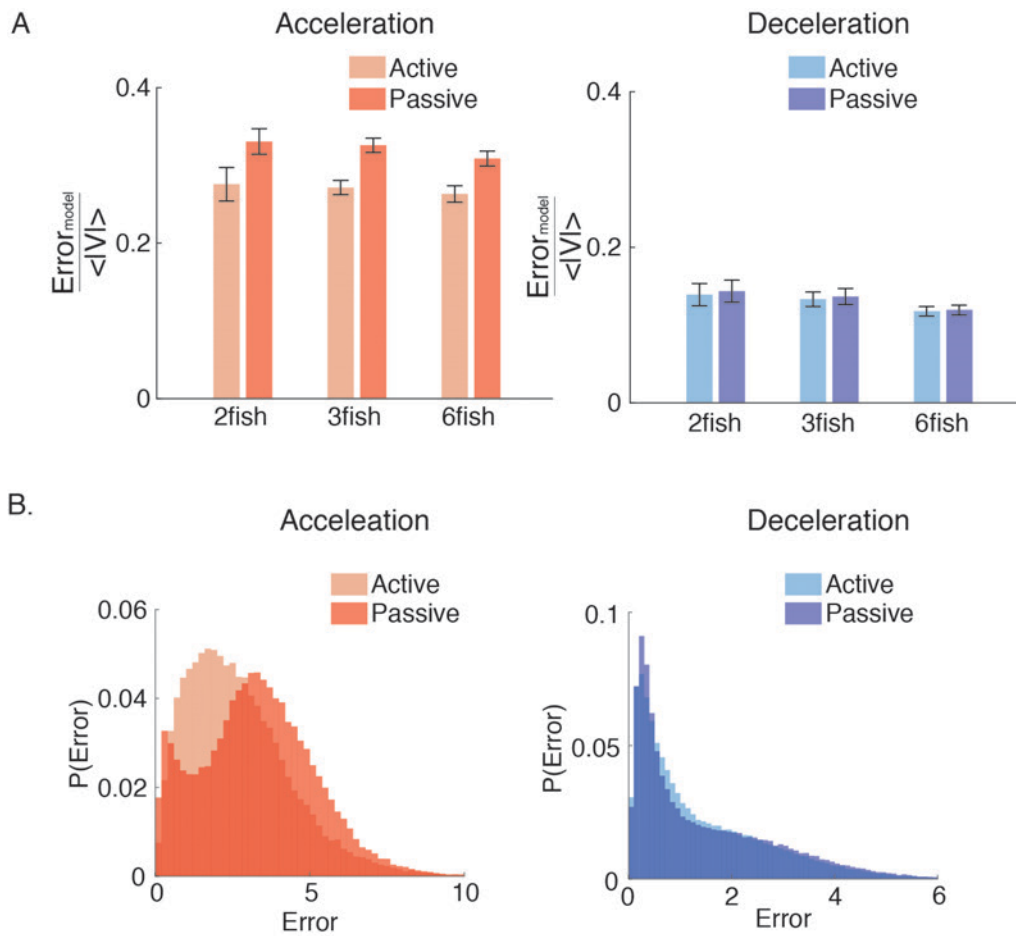 A
Acceleration
Active
Passive
0.4
0.2
0
Error model
<|V|>
2fish 3fish 6fish
Deceleration
Active
Passive
0.4
0.2
0
Error model
<|V|>
2fish 3fish 6fish
B.
Acceleation
Active
Passive
0.06
0.04
0.02
0
P(Error)
0 5 10
Error
Deceleration
Active
Passive
0.1
0.05
0
P(Error)
0 2 4 6
Error